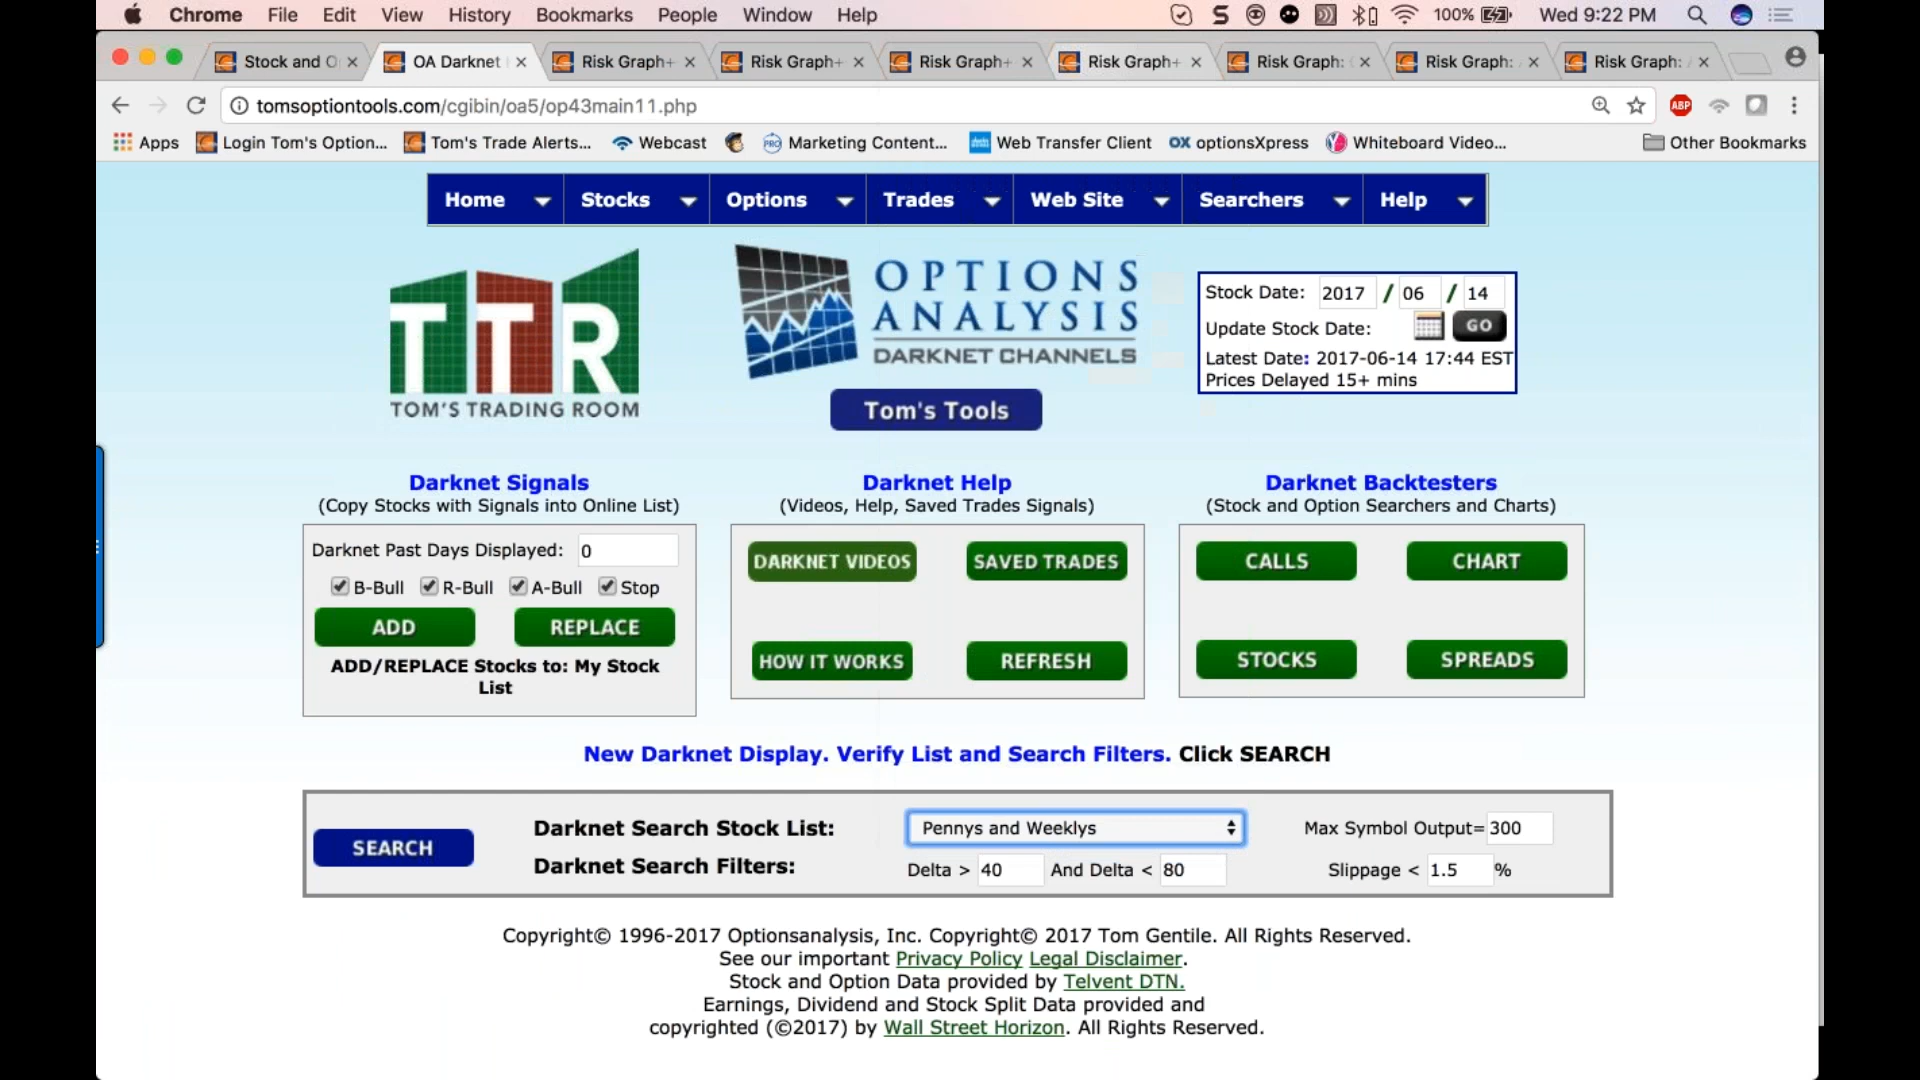 Chrome File Edit View History Bookmarks People Window Help 100% Wed 9:22 PM
Stock and O OA Darknet Risk Graph+ Risk Graph+ Risk Graph+ Risk Graph+ Risk Graph: Risk Graph: Risk Graph:
tomsoptiontools.com/cgibin/oa5/op43main11.php ABP
Apps Login Tom's Option... Tom's Trade Alerts... Webcast PRO Marketing Content... Web Transfer Client OX optionsXpress Whiteboard Video... Other Bookmarks
Home Stocks Options Trades Web Site Searchers Help
TTR
TOM'S TRADING ROOM
OPTIONS
ANALYSIS
DARKNET CHANNELS
Tom's Tools
Stock Date: 2017 / 06 / 14
Update Stock Date: GO
Latest Date: 2017-06-14 17:44 EST
Prices Delayed 15+ mins
Darknet Signals
(Copy Stocks with Signals into Online List)
Darknet Past Days Displayed: 0
B-Bull R-Bull A-Bull Stop
ADD REPLACE
ADD/REPLACE Stocks to: My Stock
List
Darknet Help
(Videos, Help, Saved Trades Signals)
DARKNET VIDEOS SAVED TRADES
HOW IT WORKS REFRESH
Darknet Backtesters
(Stock and Option Searchers and Charts)
CALLS CHART
STOCKS SPREADS
New Darknet Display. Verify List and Search Filters. Click SEARCH
SEARCH
Darknet Search Stock List: Pennys and Weeklys Max Symbol Output= 300
Darknet Search Filters: Delta > 40 And Delta < 80 Slippage < 1.5 %
Copyright© 1996-2017 Optionsanalysis, Inc. Copyright© 2017 Tom Gentile. All Rights Reserved.
See our important Privacy Policy Legal Disclaimer.
Stock and Option Data provided by Telvent DTN.
Earnings, Dividend and Stock Split Data provided and
copyrighted (©2017) by Wall Street Horizon. All Rights Reserved.